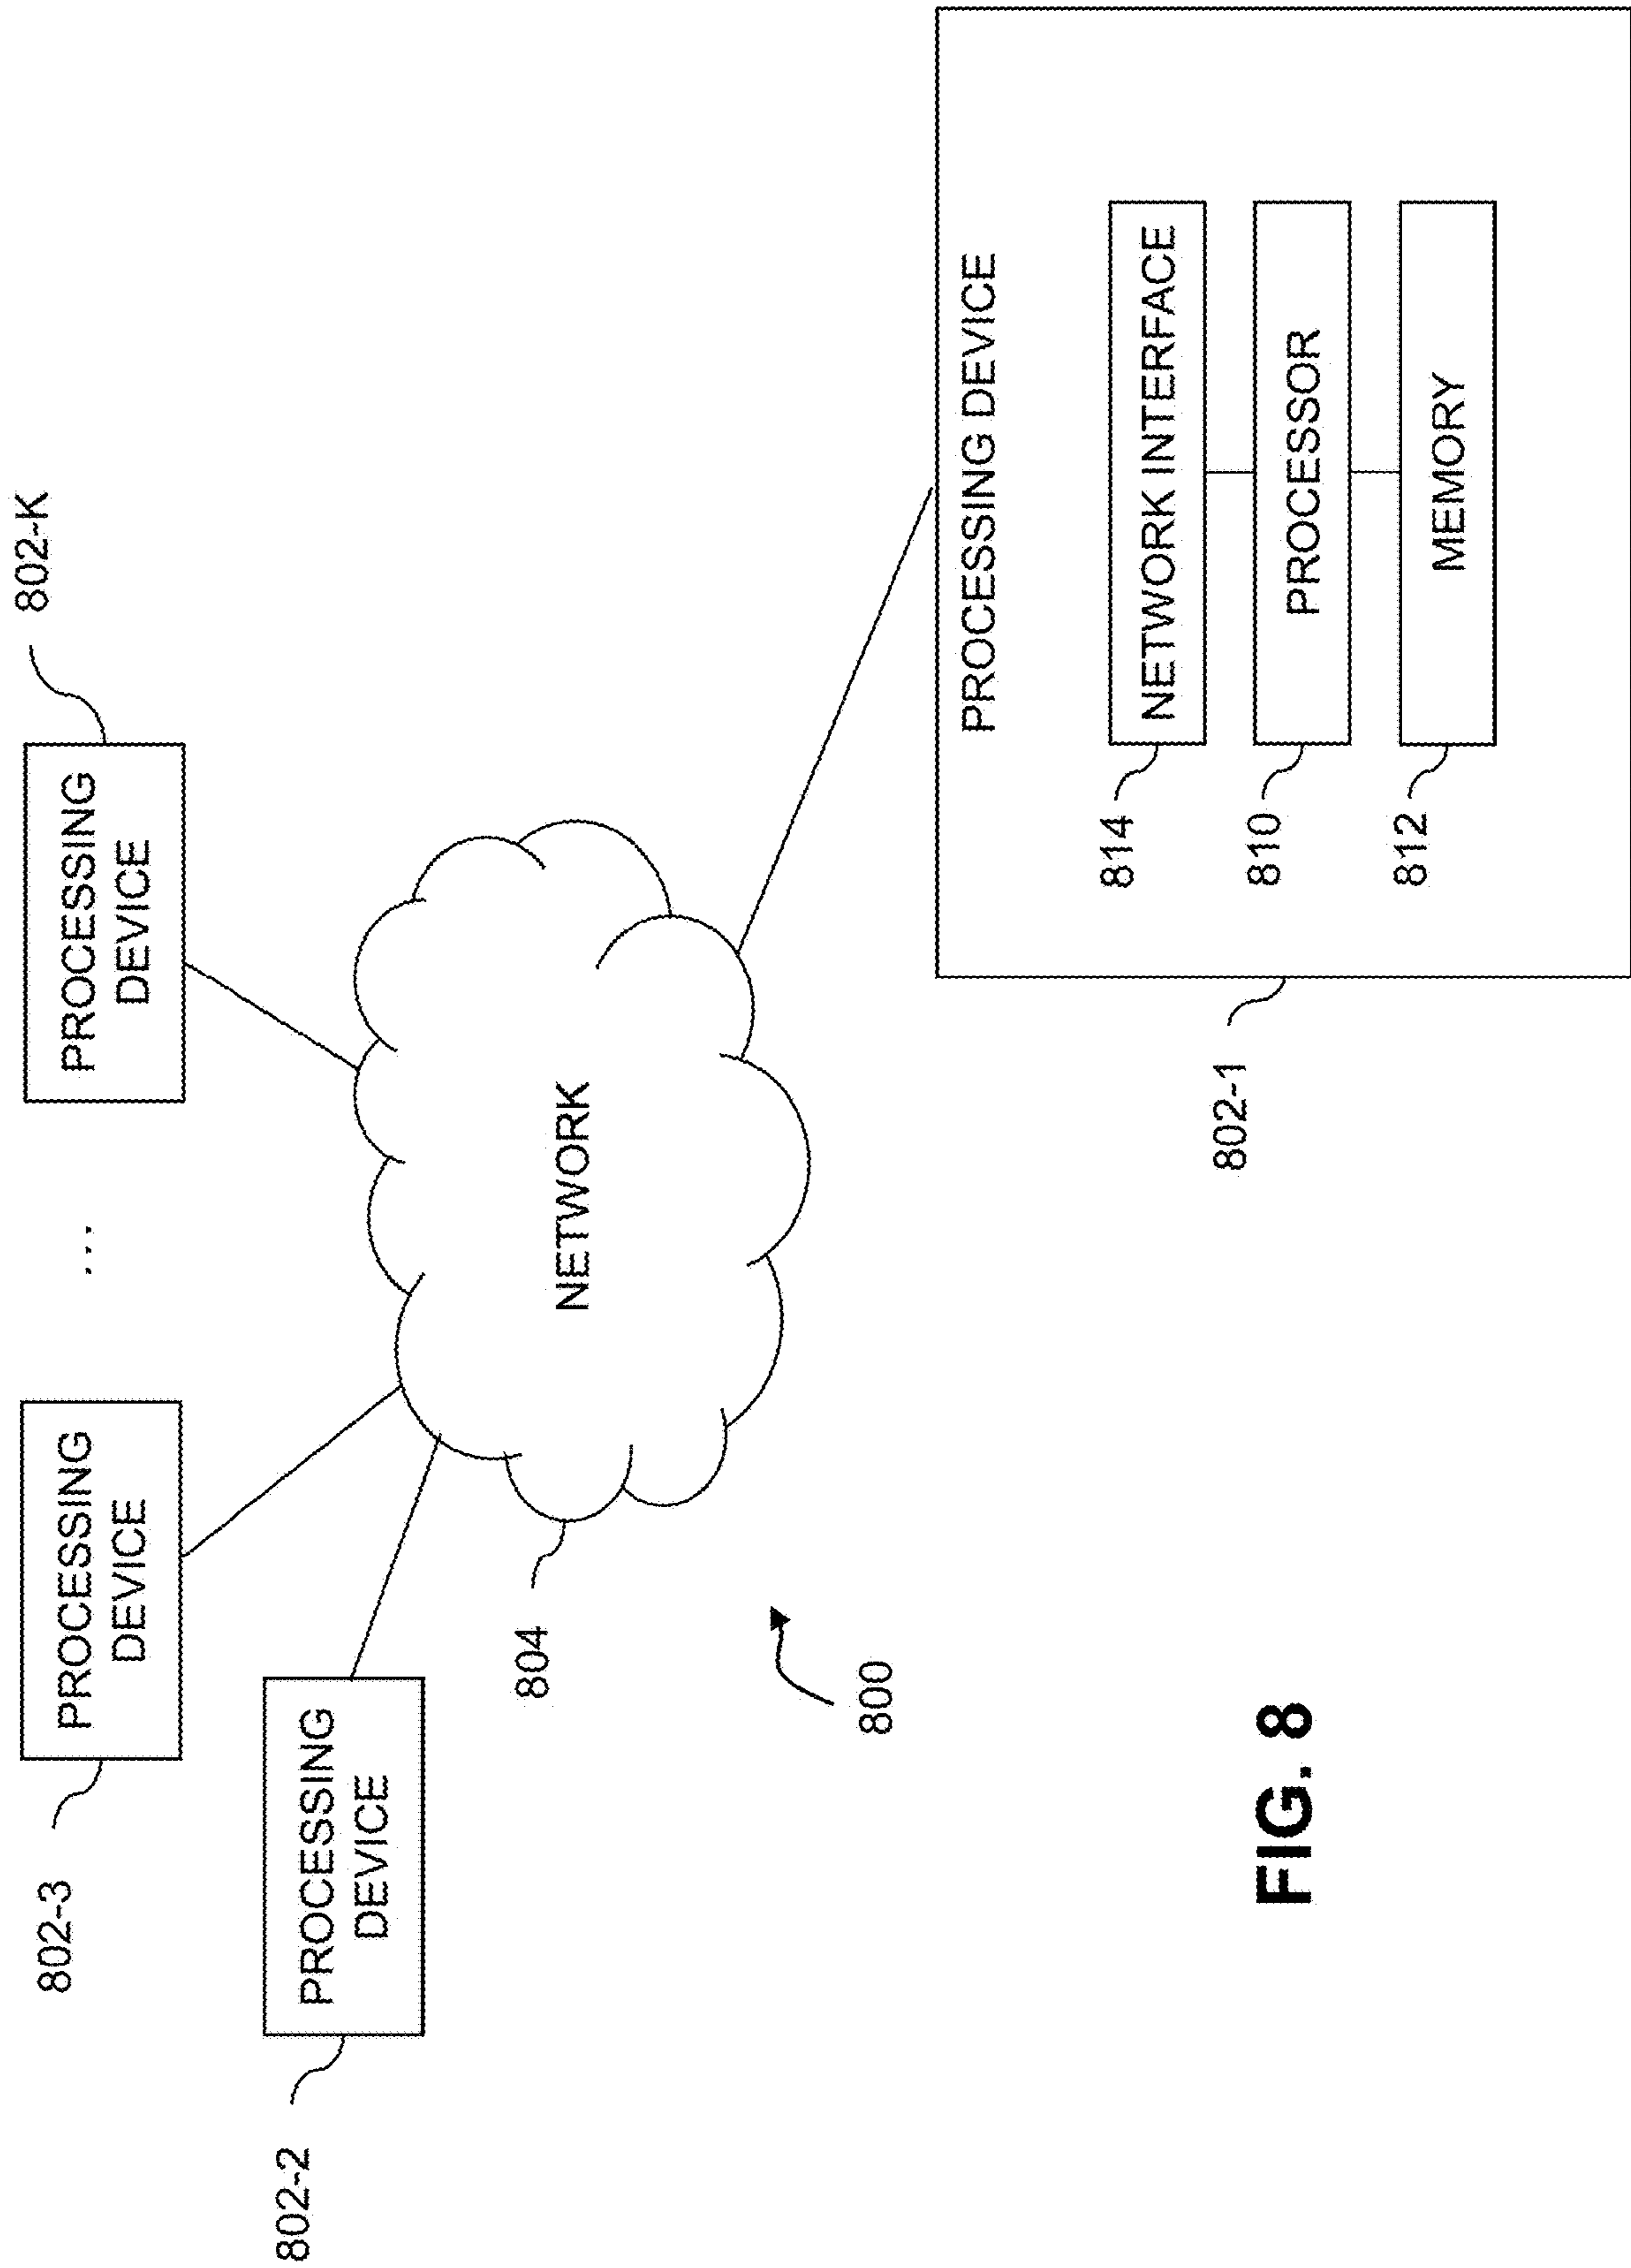 802-3
PROCESSING
DEVICE
...
PROCESSING
DEVICE
802-K
802-2
PROCESSING
DEVICE
804
NETWORK
800
PROCESSING DEVICE
814
NETWORK INTERFACE
802-1
810
PROCESSOR
812
MEMORY
FIG. 8